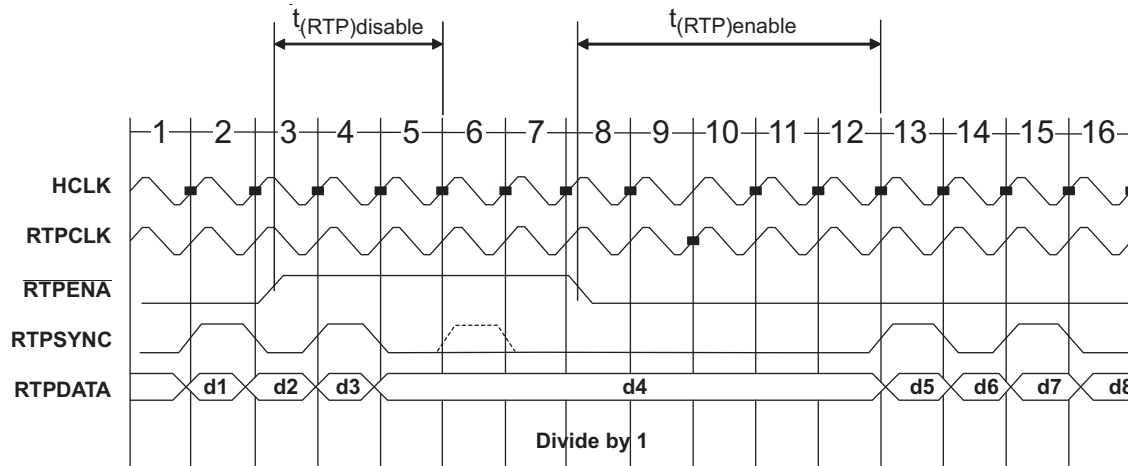 t(RTP)disable t(RTP)enable
1 2 3 4 5 6 7 8 9 10 11 12 13 14 15 16
HCLK
RTPCLK
RTPENA
RTPSYNC
RTPDATA d1 d2 d3 d4 d5 d6 d7 d8
Divide by 1